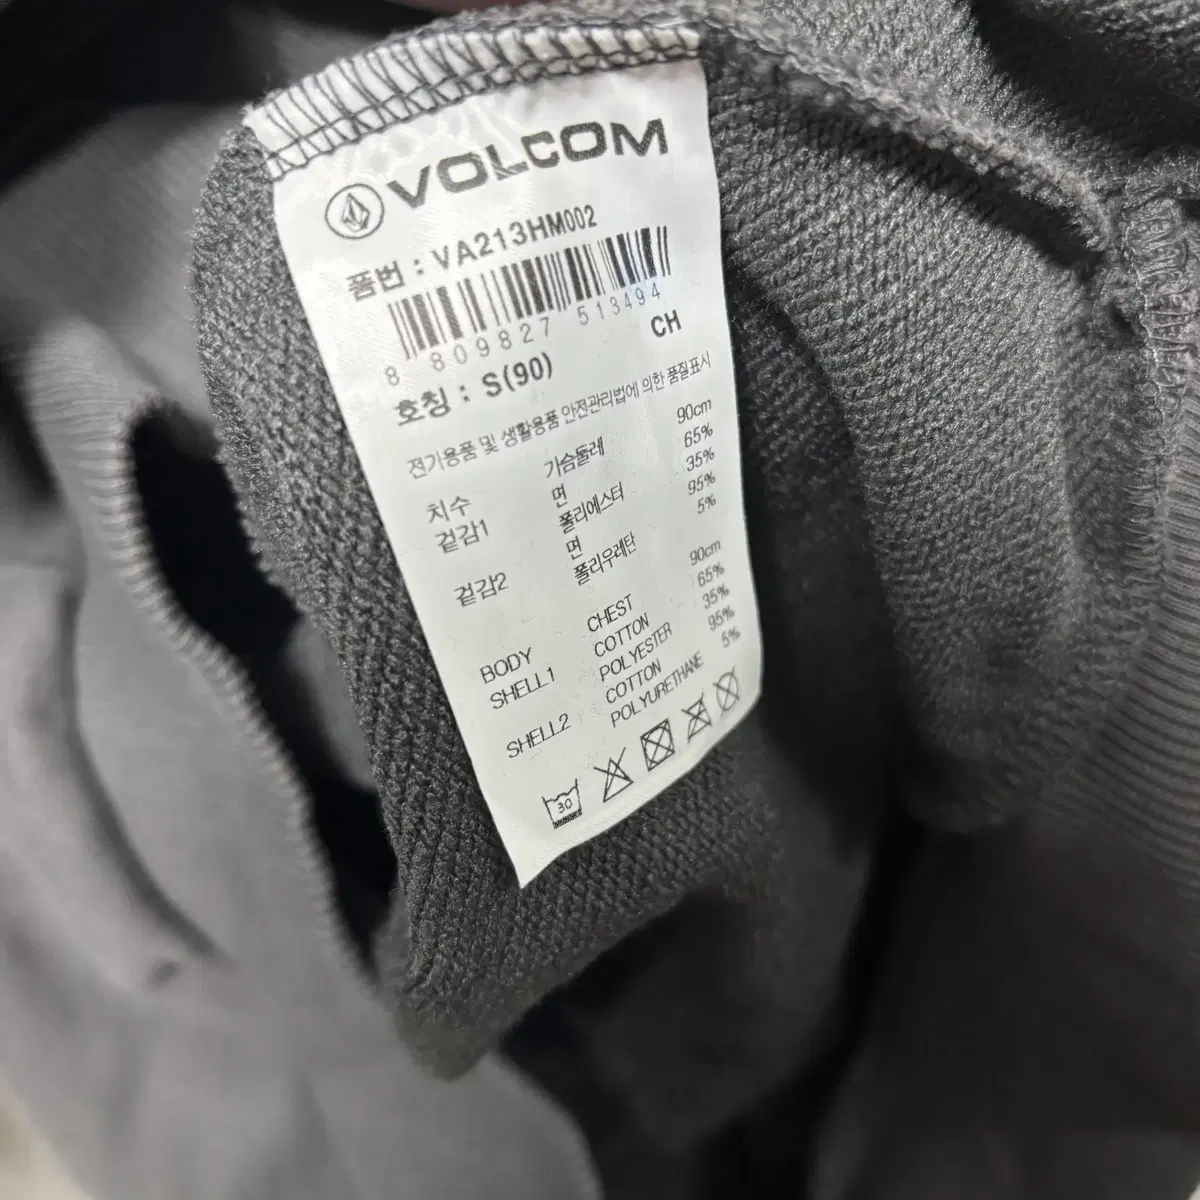 VOLCOM
품번 : VA213HM002
8 809827 513494
호칭 : S(90) CH
전기용품 및 생활용품 안전관리법에 의한 품질표시
치수 가슴둘레 90cm
겉감1 면 65%
폴리에스터 35%
겉감2 면 95%
폴리우레탄 5%
BODY CHEST 90cm
SHELL1 COTTON 65%
POLYESTER 35%
SHELL2 COTTON 95%
POLYURETHANE 5%
30